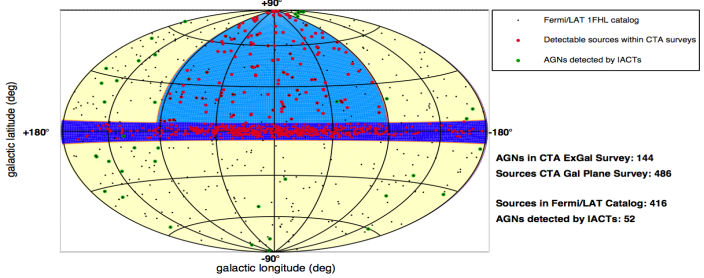 +90°
Fermi/LAT 1FHL catalog
Detectable sources within CTA surveys
AGNs detected by IACTs
galactic latitude (deg)
+180°
-180°
AGNs in CTA ExGal Survey: 144
Sources CTA Gal Plane Survey: 486
Sources in Fermi/LAT Catalog: 416
AGNs detected by IACTs: 52
-90°
galactic longitude (deg)